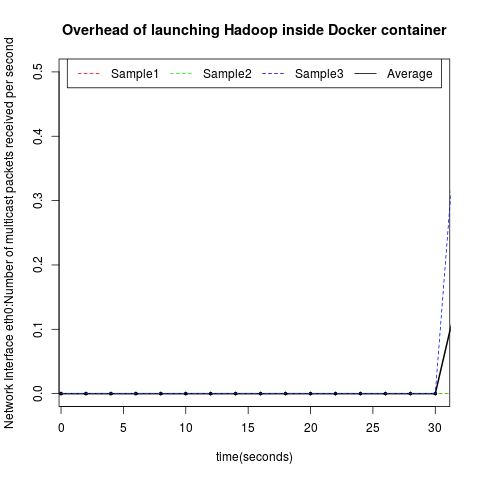 Overhead of launching Hadoop inside Docker container
Network Interface eth0:Number of multicast packets received per second
Sample1 Sample2 Sample3 Average
0.5
0.4
0.3
0.2
0.1
0.0
0 5 10 15 20 25 30
time(seconds)